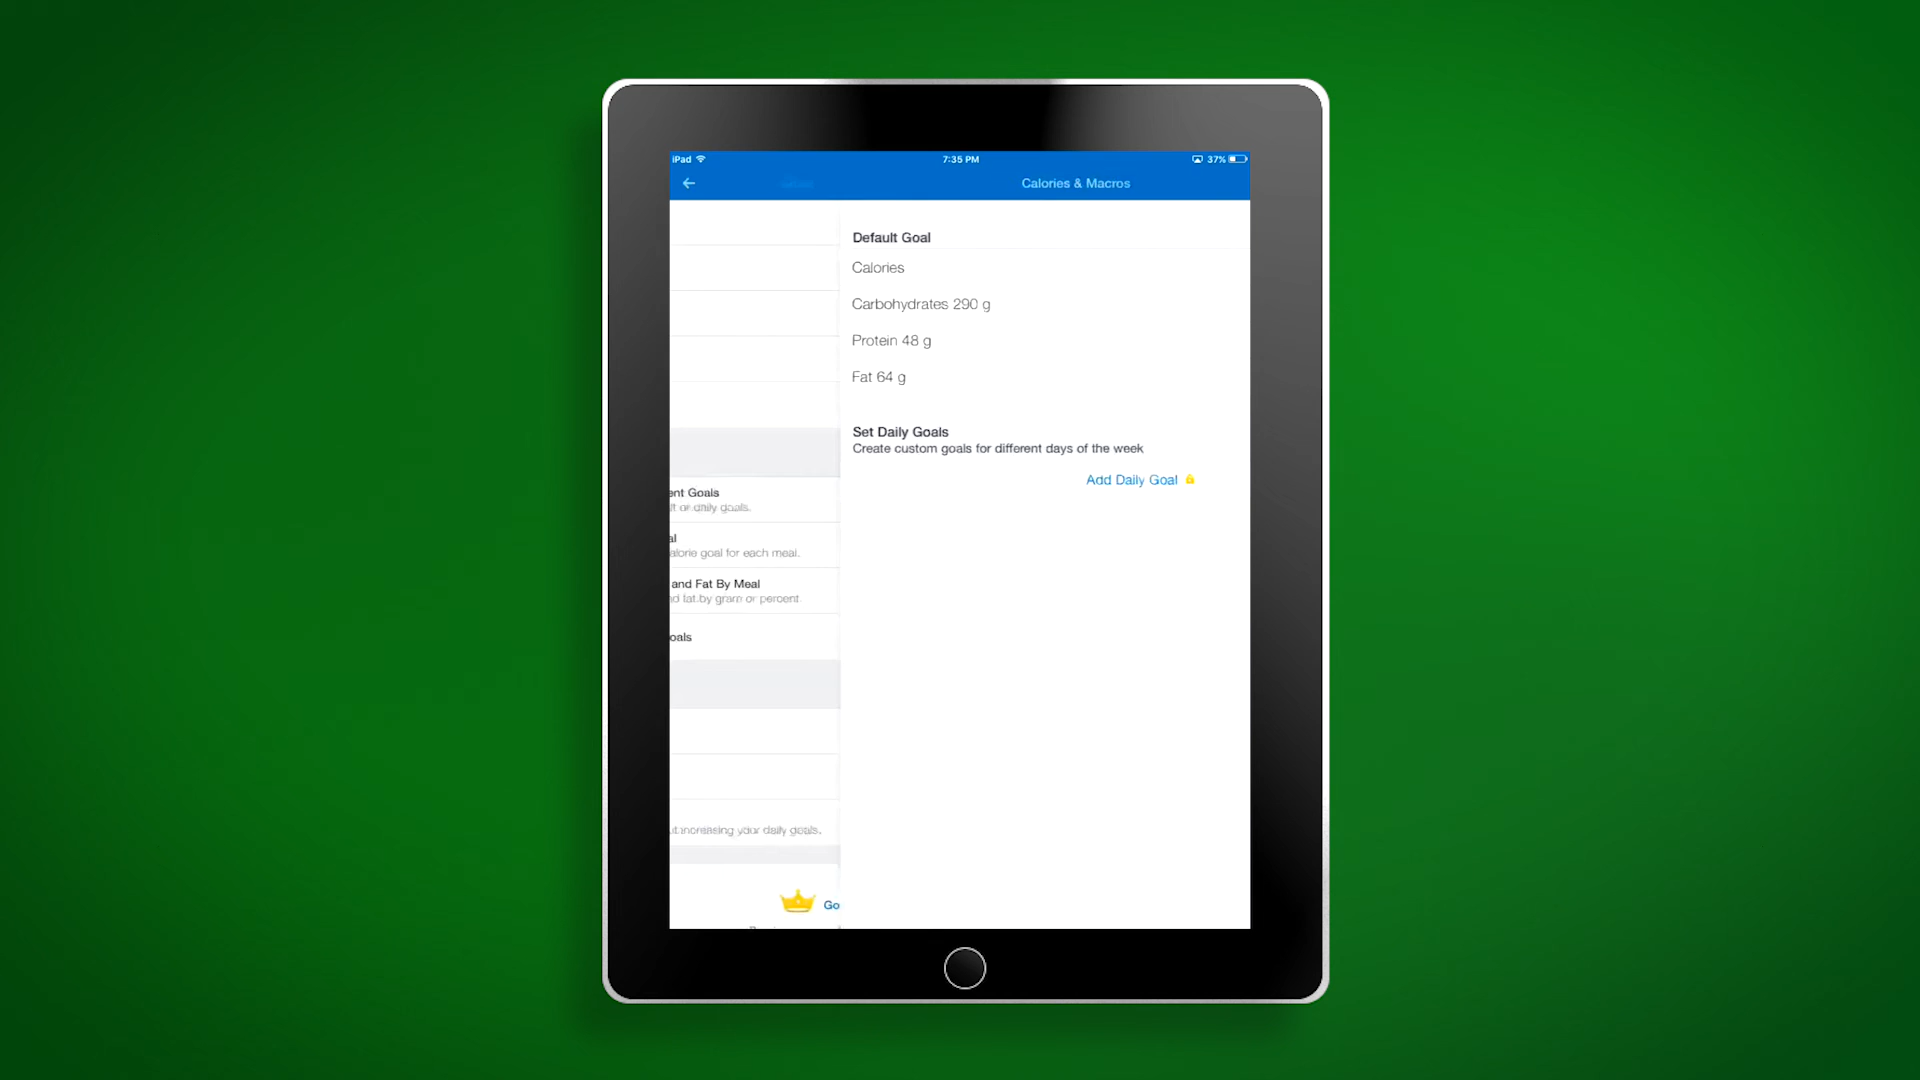 iPad
7:35 PM
37%
Calories & Macros
Default Goal
Calories
Carbohydrates 290 g
Protein 48 g
Fat 64 g
Set Daily Goals
Create custom goals for different days of the week
Add Daily Goal
ent Goals
lt or daily goals.
al
alorie goal for each meal.
and Fat By Meal
nd fat by gram or percent.
oals
ut increasing your daily goals.
Go